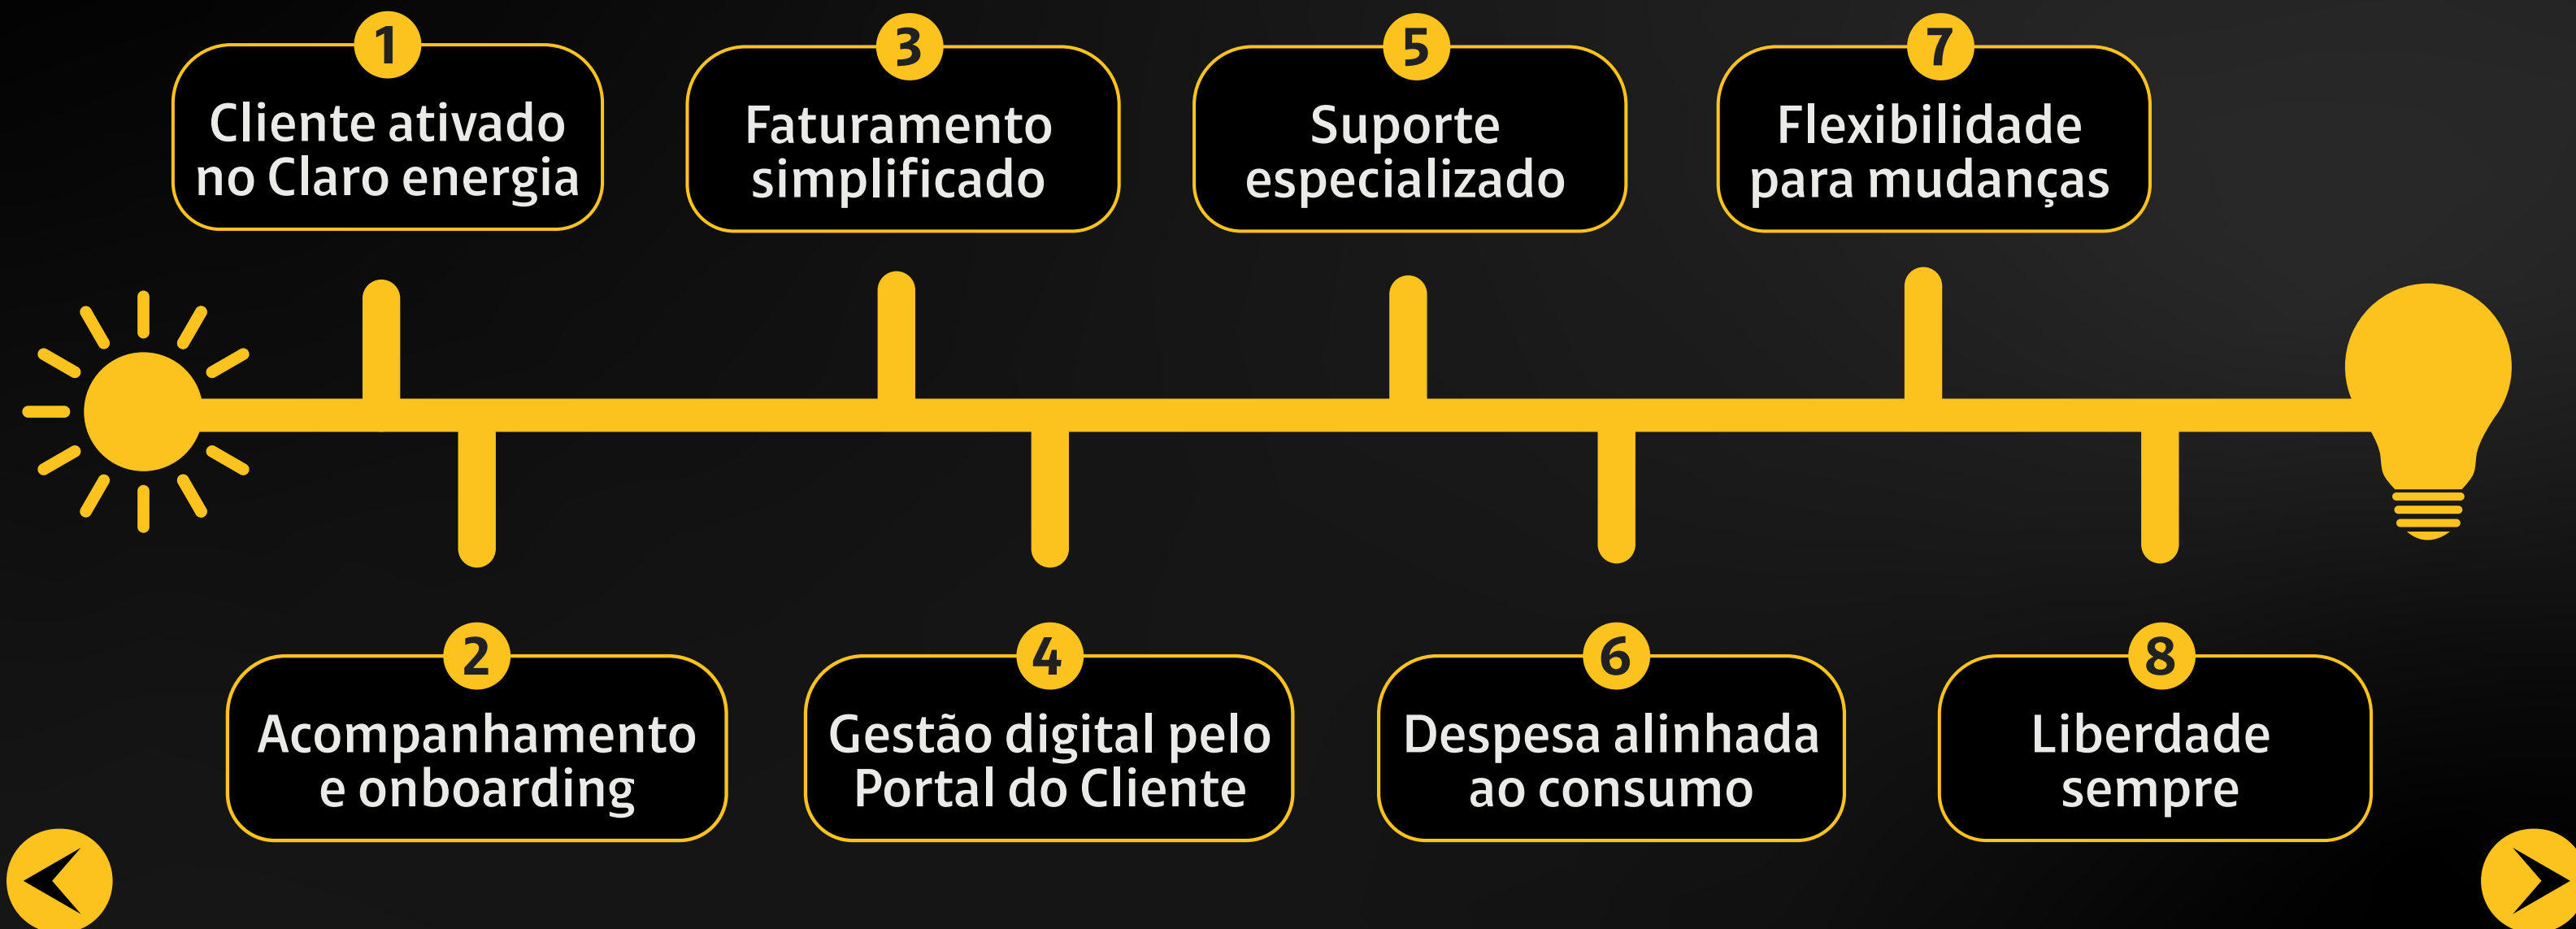 1
Cliente ativado
no Claro energia
2
Acompanhamento
e onboarding
3
Faturamento
simplificado
4
Gestão digital pelo
Portal do Cliente
5
Suporte
especializado
6
Despesa alinhada
ao consumo
7
Flexibilidade
para mudanças
8
Liberdade
sempre